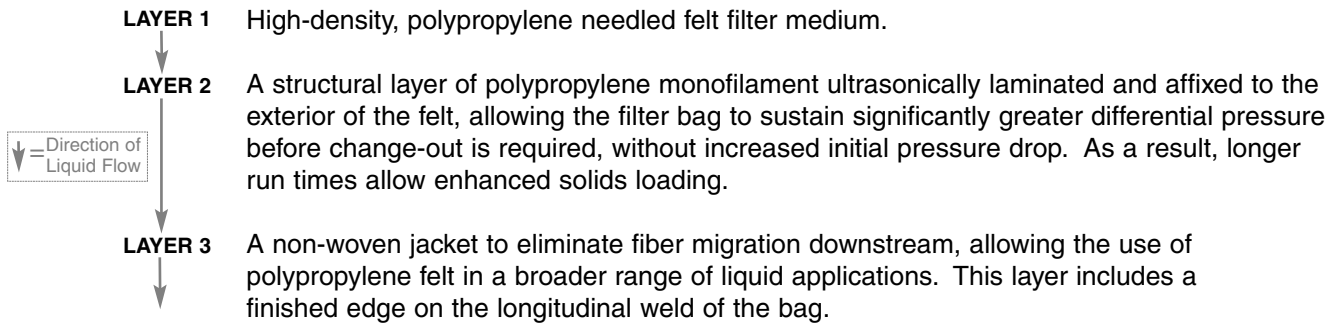 LAYER 1 High-density, polypropylene needled felt filter medium.
LAYER 2 A structural layer of polypropylene monofilament ultrasonically laminated and affixed to the
exterior of the felt, allowing the filter bag to sustain significantly greater differential pressure
before change-out is required, without increased initial pressure drop. As a result, longer
run times allow enhanced solids loading.
=Direction of
Liquid Flow
LAYER 3 A non-woven jacket to eliminate fiber migration downstream, allowing the use of
polypropylene felt in a broader range of liquid applications. This layer includes a
finished edge on the longitudinal weld of the bag.